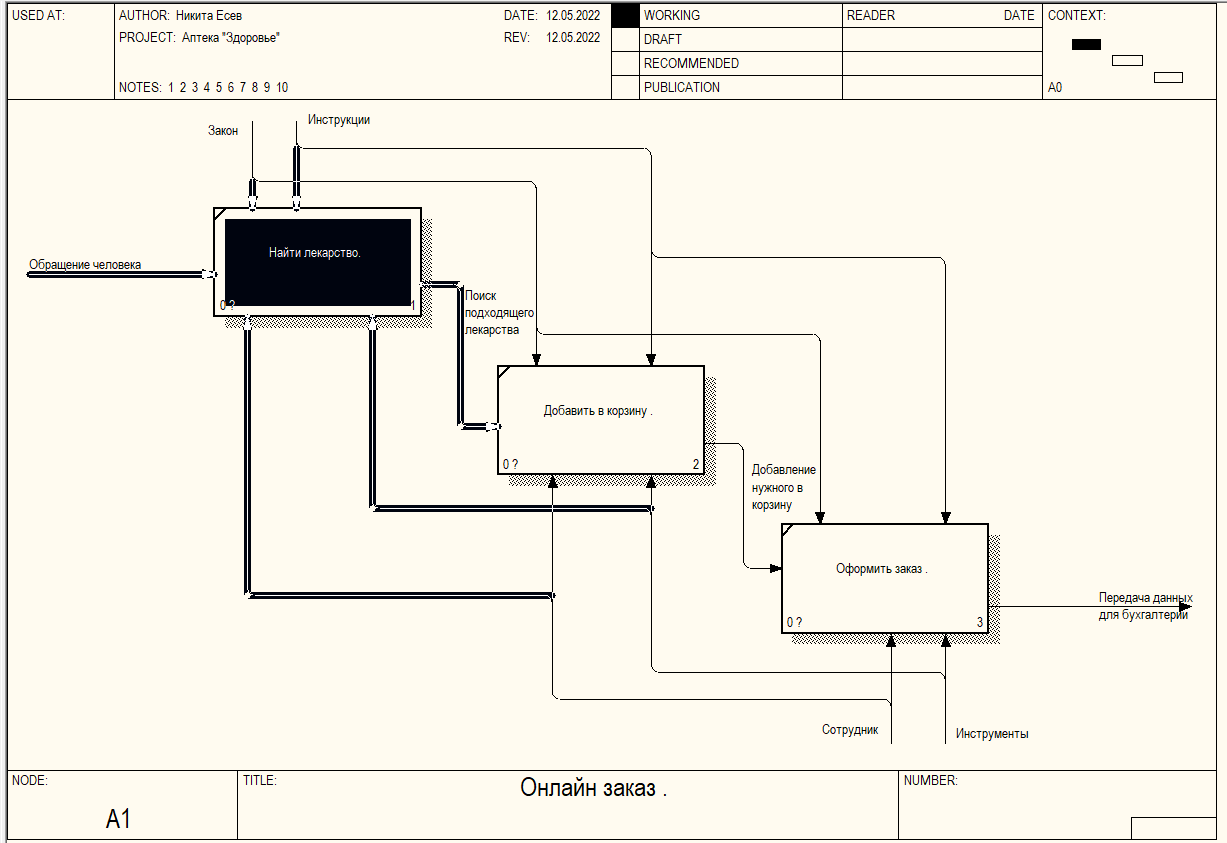 USED AT:
AUTHOR: Никита Есев
DATE: 12.05.2022
PROJECT: Аптека "Здоровье"
REV: 12.05.2022
NOTES: 1 2 3 4 5 6 7 8 9 10
WORKING
DRAFT
RECOMMENDED
PUBLICATION
READER
DATE
CONTEXT:
A0
Закон
Инструкции
Обращение человека
Найти лекарство.
0 ?
1
Поиск
подходящего
лекарства
Добавить в корзину .
0 ?
2
Добавление
нужного в
корзину
Оформить заказ .
0 ?
3
Передача данных
для бухгалтерии
Сотрудник
Инструменты
NODE:
A1
TITLE:
Онлайн заказ .
NUMBER: